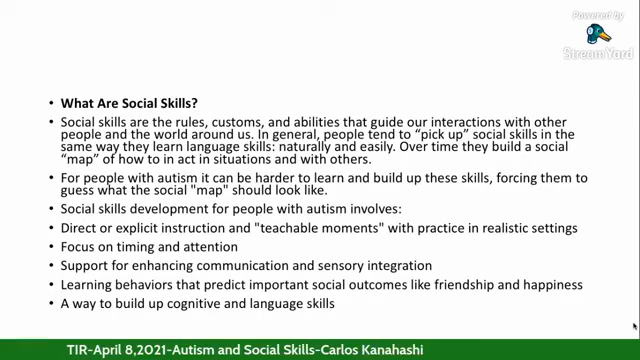 Powered by
StreamYard
• What Are Social Skills?
• Social skills are the rules, customs, and abilities that guide our interactions with other
people and the world around us. In general, people tend to “pick up” social skills in the
same way they learn language skills: naturally and easily. Over time they build a social
“map” of how to in act in situations and with others.
• For people with autism it can be harder to learn and build up these skills, forcing them to
guess what the social "map" should look like.
• Social skills development for people with autism involves:
• Direct or explicit instruction and "teachable moments" with practice in realistic settings
• Focus on timing and attention
• Support for enhancing communication and sensory integration
• Learning behaviors that predict important social outcomes like friendship and happiness
• A way to build up cognitive and language skills
TIR-April 8,2021-Autism and Social Skills-Carlos Kanahashi